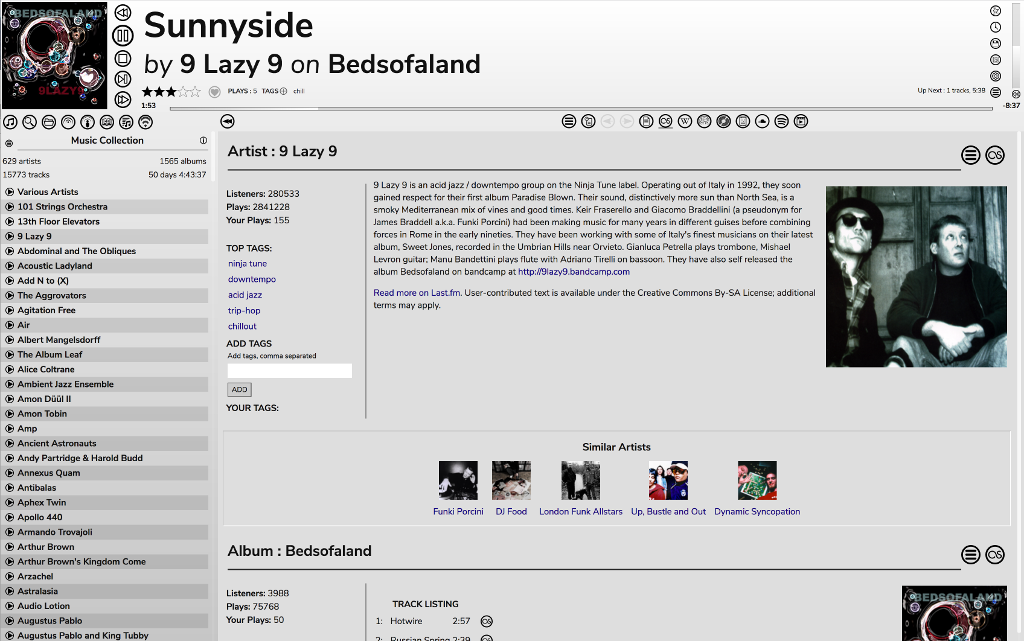 BEDSOFALAND
9LAZY9
Sunnyside
by 9 Lazy 9 on Bedsofaland
PLAYS : 5 TAGS chill
1:53
Up Next : 1 tracks, 5:38
-8:37
Music Collection
629 artists 1565 albums
15773 tracks 50 days 4:43:37
Various Artists
101 Strings Orchestra
13th Floor Elevators
9 Lazy 9
Abdominal and The Obliques
Acoustic Ladyland
Add N to (X)
The Aggrovators
Agitation Free
Air
Albert Mangelsdorff
The Album Leaf
Alice Coltrane
Ambient Jazz Ensemble
Amon Düül II
Amon Tobin
Amp
Ancient Astronauts
Andy Partridge & Harold Budd
Annexus Quam
Antibalas
Aphex Twin
Apollo 440
Armando Trovajoli
Arthur Brown
Arthur Brown's Kingdom Come
Arzachel
Astralasia
Audio Lotion
Augustus Pablo
Augustus Pablo and King Tubby
Artist : 9 Lazy 9
Listeners: 280533
Plays: 2841228
Your Plays: 155
TOP TAGS:
ninja tune
downtempo
acid jazz
trip-hop
chillout
ADD TAGS
Add tags, comma separated
ADD
YOUR TAGS:
9 Lazy 9 is an acid jazz / downtempo group on the Ninja Tune label. Operating out of Italy in 1992, they soon
gained respect for their first album Paradise Blown. Their sound, distinctively more sun than North Sea, is a
smoky Mediterranean mix of vines and good times. Keir Fraserello and Giacomo Braddellini (a pseudonym for
James Braddell a.k.a. Funki Porcini) had been making music for many years in different guises before combining
forces in Rome in the early nineties. They have been working with some of Italy's finest musicians on their latest
album, Sweet Jones, recorded in the Umbrian Hills near Orvieto. Gianluca Petrella plays trombone, Mishael
Levron guitar; Manu Bandettini plays flute with Adriano Tirelli on bassoon. They have also self released the
album Bedsofaland on bandcamp at http://9lazy9.bandcamp.com
Read more on Last.fm. User-contributed text is available under the Creative Commons By-SA License; additional
terms may apply.
Similar Artists
Funki Porcini DJ Food London Funk Allstars Up, Bustle and Out Dynamic Syncopation
Album : Bedsofaland
Listeners: 3988
Plays: 75768
Your Plays: 50
TRACK LISTING
1: Hotwire 2:57
2: Russian Spring 2:39
BEDSOFALAND